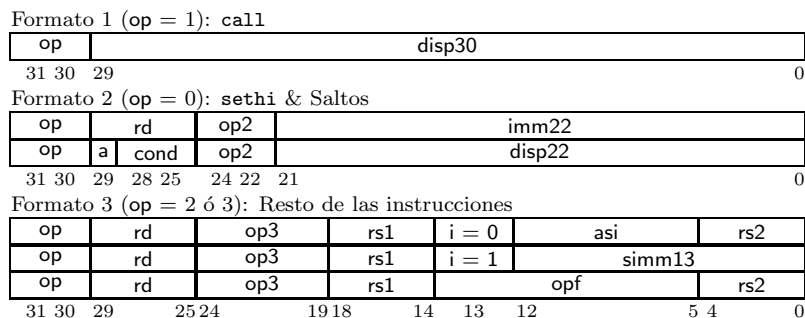 Formato 1 (op = 1): call
op disp30
31 30 29 0
Formato 2 (op = 0): sethi & Saltos
op rd op2 imm22
op a cond op2 disp22
31 30 29 28 25 24 22 21 0
Formato 3 (op = 2 ó 3): Resto de las instrucciones
op rd op3 rs1 i = 0 asi rs2
op rd op3 rs1 i = 1 simm13
op rd op3 rs1 opf rs2
31 30 29 25 24 19 18 14 13 12 5 4 0